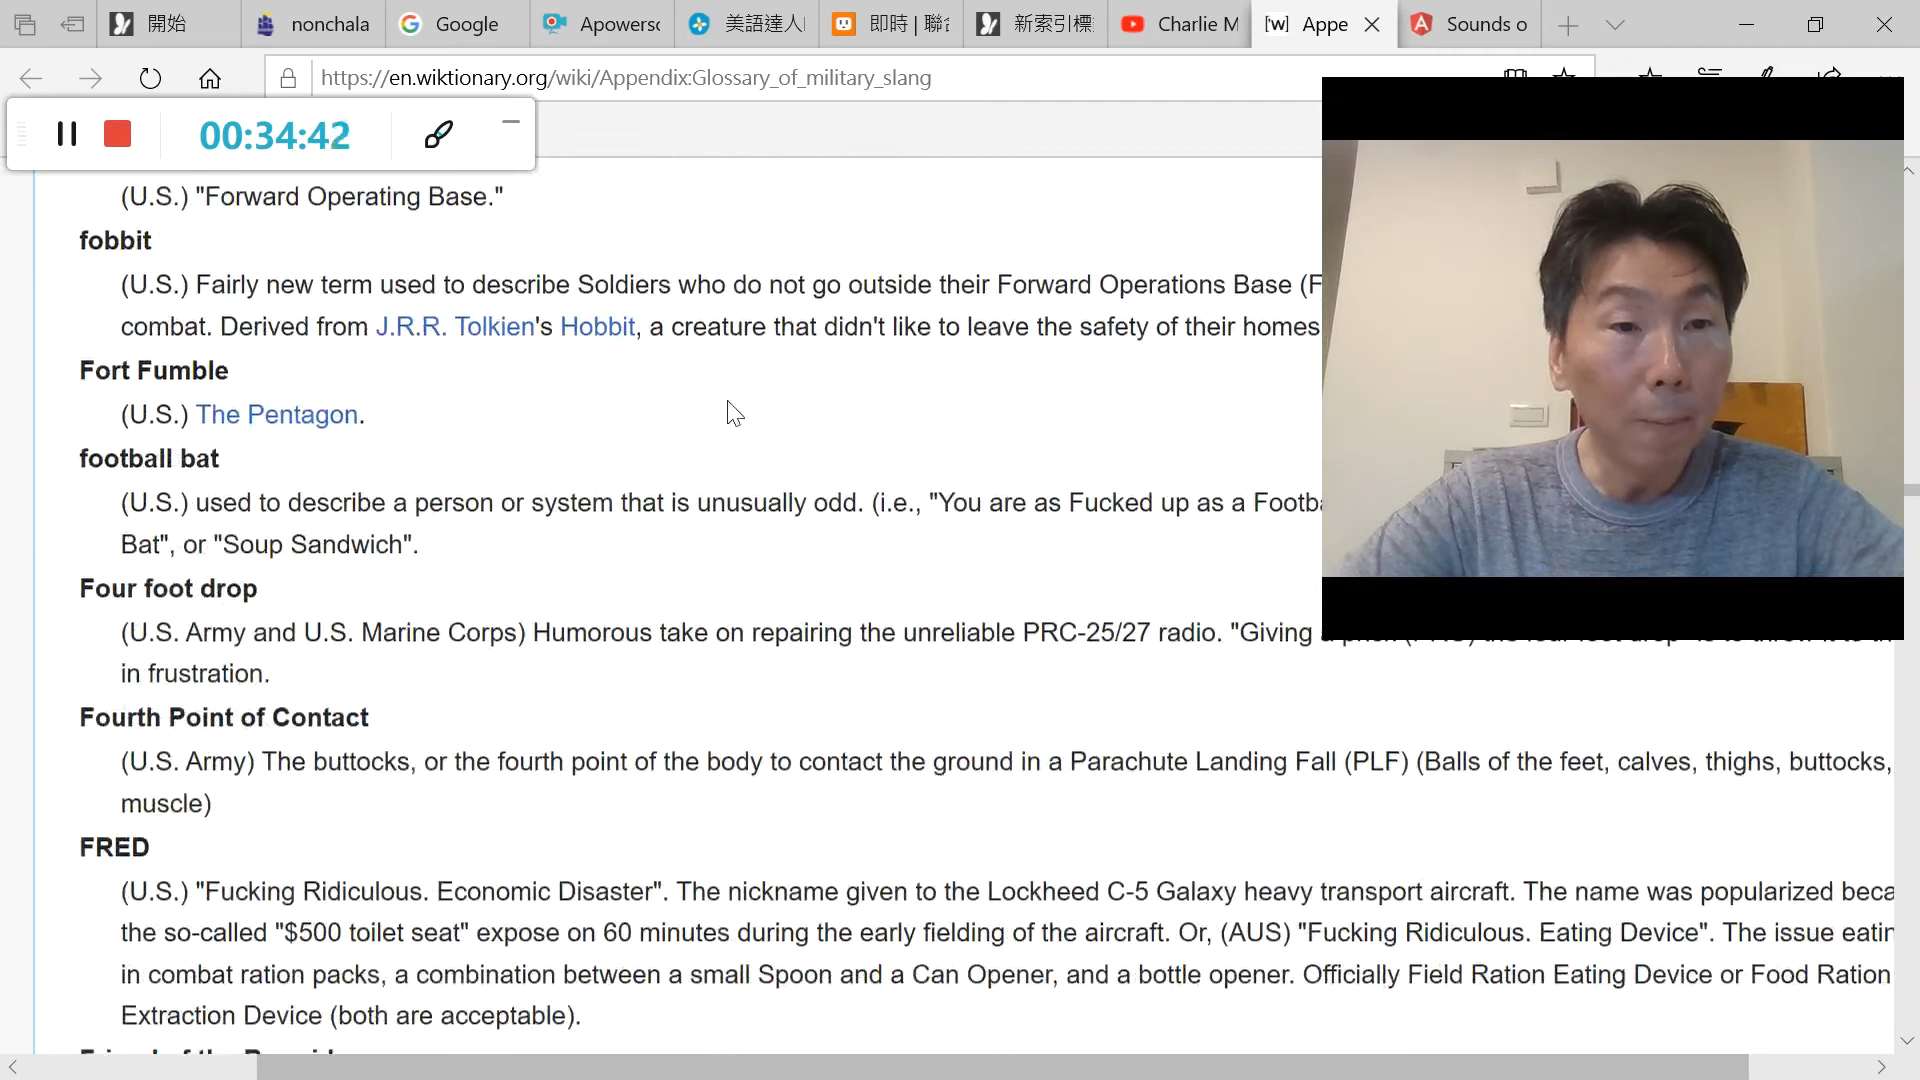 開始
nonchala
Google
Apowersc
美語達人
即時 | 聯合
新索引標
Charlie M
Appe
Sounds o
https://en.wiktionary.org/wiki/Appendix:Glossary_of_military_slang
00:34:42
(U.S.) "Forward Operating Base."
fobbit
(U.S.) Fairly new term used to describe Soldiers who do not go outside their Forward Operations Base (F
combat. Derived from J.R.R. Tolkien's Hobbit, a creature that didn't like to leave the safety of their homes
Fort Fumble
(U.S.) The Pentagon.
football bat
(U.S.) used to describe a person or system that is unusually odd. (i.e., "You are as Fucked up as a Footba
Bat", or "Soup Sandwich".
Four foot drop
(U.S. Army and U.S. Marine Corps) Humorous take on repairing the unreliable PRC-25/27 radio. "Giving
in frustration.
Fourth Point of Contact
(U.S. Army) The buttocks, or the fourth point of the body to contact the ground in a Parachute Landing Fall (PLF) (Balls of the feet, calves, thighs, buttocks,
muscle)
FRED
(U.S.) "Fucking Ridiculous. Economic Disaster". The nickname given to the Lockheed C-5 Galaxy heavy transport aircraft. The name was popularized beca
the so-called "$500 toilet seat" expose on 60 minutes during the early fielding of the aircraft. Or, (AUS) "Fucking Ridiculous. Eating Device". The issue eatin
in combat ration packs, a combination between a small Spoon and a Can Opener, and a bottle opener. Officially Field Ration Eating Device or Food Ration
Extraction Device (both are acceptable).